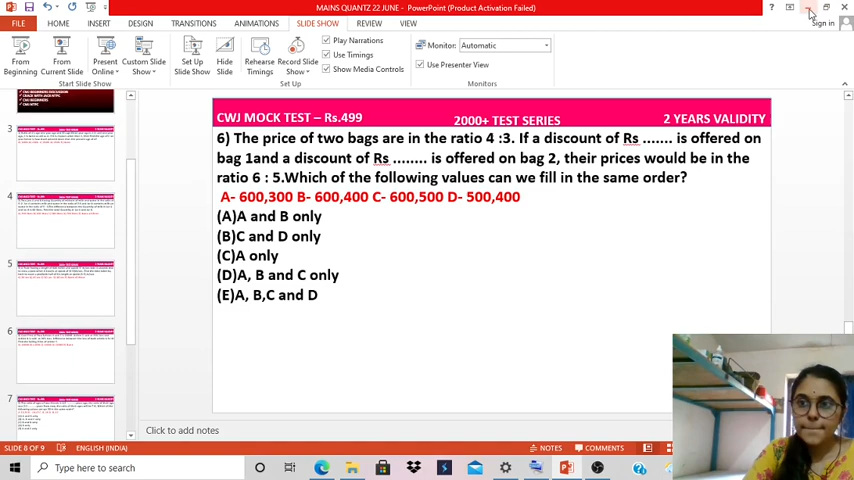 MAINS QUANTZ 22 JUNE - PowerPoint (Product Activation Failed)
FILE HOME INSERT DESIGN TRANSITIONS ANIMATIONS SLIDE SHOW REVIEW VIEW Sign in
From Beginning
From Current Slide
Present Online
Custom Slide Show
Set Up Slide Show
Hide Slide
Rehearse Timings
Record Slide Show
Play Narrations
Use Timings
Show Media Controls
Monitor: Automatic
Use Presenter View
Start Slide Show Set Up Monitors
3
4
5
6
7
CWJ MOCK TEST – Rs.499 2000+ TEST SERIES 2 YEARS VALIDITY
6) The price of two bags are in the ratio 4 :3. If a discount of Rs ....... is offered on
bag 1and a discount of Rs ........ is offered on bag 2, their prices would be in the
ratio 6 : 5.Which of the following values can we fill in the same order?
A- 600,300 B- 600,400 C- 600,500 D- 500,400
(A)A and B only
(B)C and D only
(C)A only
(D)A, B and C only
(E)A, B,C and D
Click to add notes
SLIDE 8 OF 9 ENGLISH (INDIA) NOTES COMMENTS
Type here to search